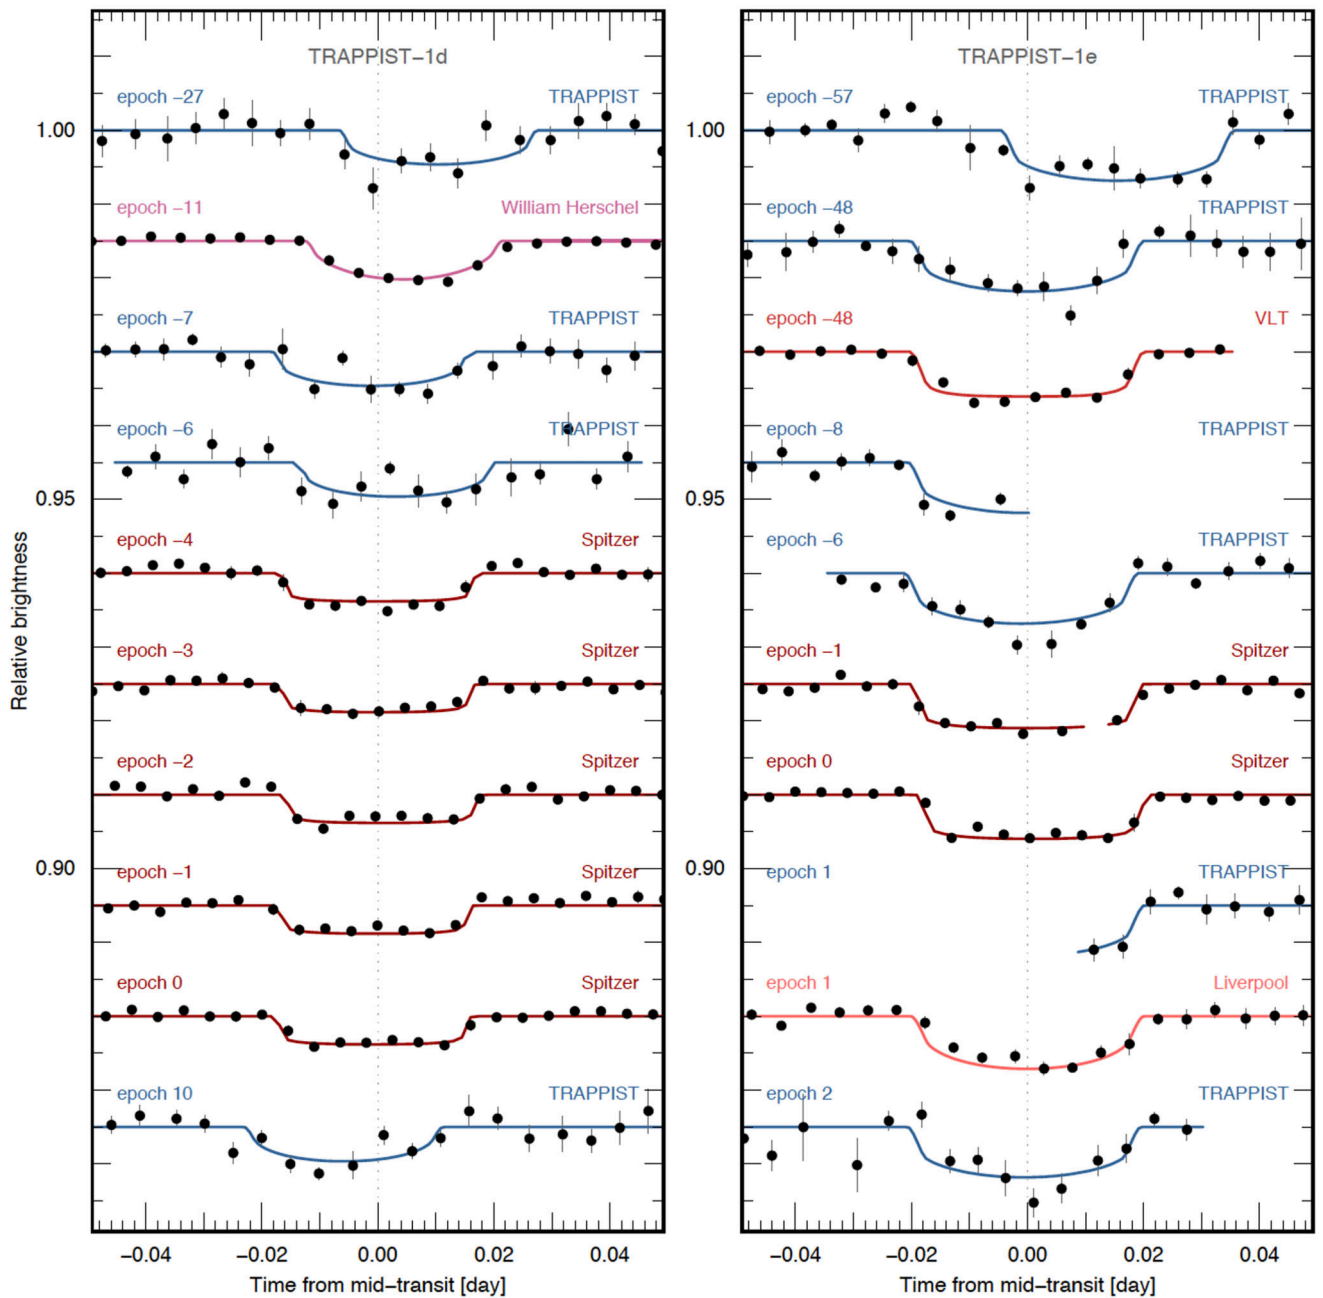 TRAPPIST−1d
epoch −27 TRAPPIST
1.00
epoch −11 William Herschel
epoch −7 TRAPPIST
epoch −6 TRAPPIST
0.95
epoch −4 Spitzer
epoch −3 Spitzer
epoch −2 Spitzer
0.90
epoch −1 Spitzer
epoch 0 Spitzer
epoch 10 TRAPPIST
−0.04 −0.02 0.00 0.02 0.04
Time from mid−transit [day]
Relative brightness
TRAPPIST−1e
epoch −57 TRAPPIST
1.00
epoch −48 TRAPPIST
epoch −48 VLT
epoch −8 TRAPPIST
0.95
epoch −6 TRAPPIST
epoch −1 Spitzer
epoch 0 Spitzer
0.90
epoch 1 TRAPPIST
epoch 1 Liverpool
epoch 2 TRAPPIST
−0.04 −0.02 0.00 0.02 0.04
Time from mid−transit [day]